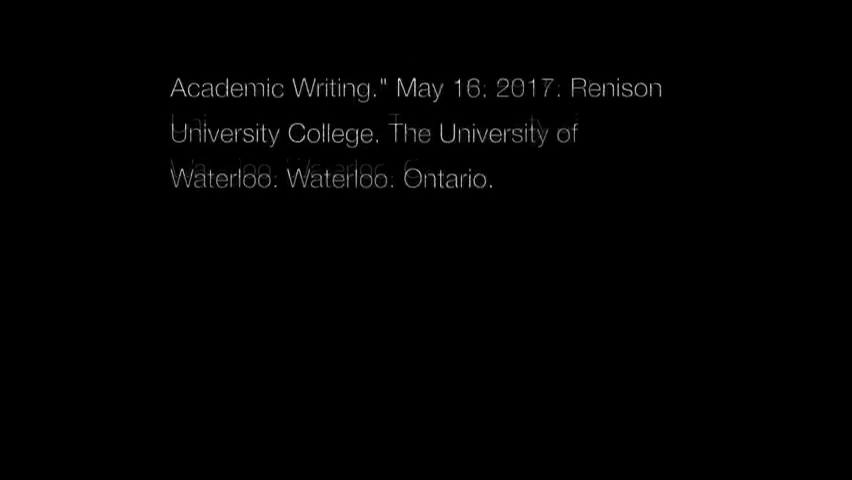 Academic Writing." May 16. 2017. Renison
University College. The University of
Waterloo. Waterloo. Ontario.